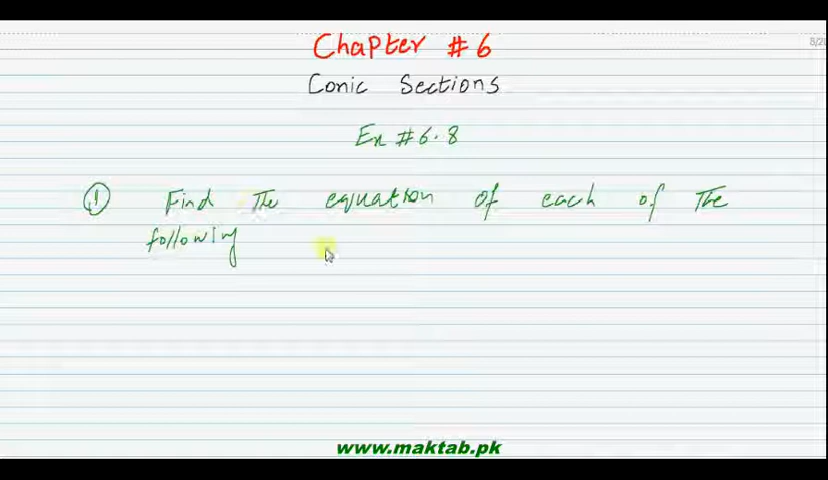 Chapter #6
Conic Sections
Ex #6.8
① Find The equation of each of The
following
www.maktab.pk